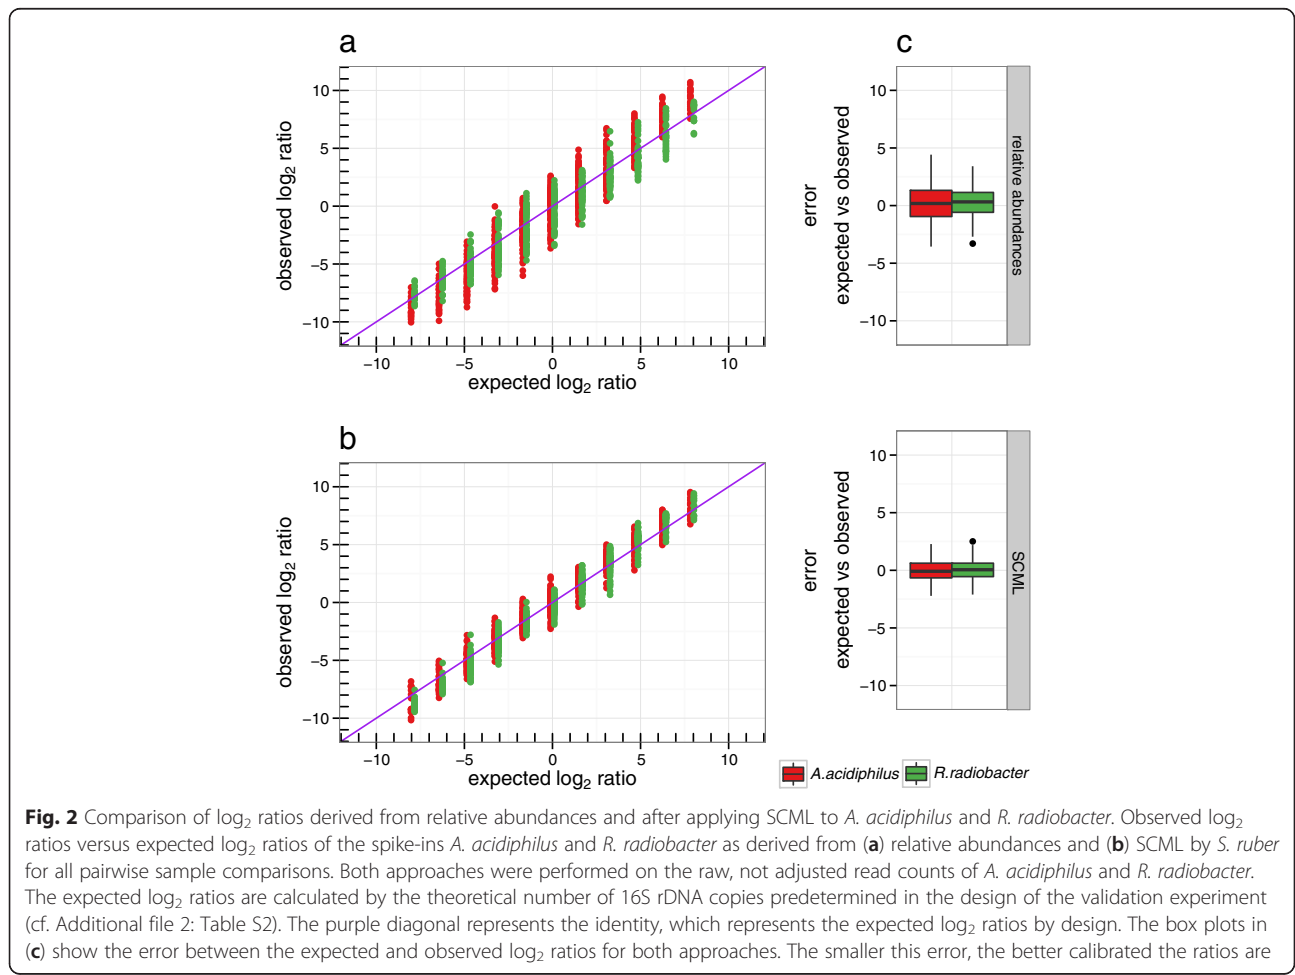 a
10
5
0
−5
−10
observed log2 ratio
−10 −5 0 5 10
expected log2 ratio
c
10
5
0
−5
−10
error
expected vs observed
relative abundances
b
10
5
0
−5
−10
observed log2 ratio
−10 −5 0 5 10
expected log2 ratio
10
5
0
−5
−10
error
expected vs observed
SCML
A.acidiphilus R.radiobacter
Fig. 2 Comparison of log2 ratios derived from relative abundances and after applying SCML to A. acidiphilus and R. radiobacter. Observed log2
ratios versus expected log2 ratios of the spike-ins A. acidiphilus and R. radiobacter as derived from (a) relative abundances and (b) SCML by S. ruber
for all pairwise sample comparisons. Both approaches were performed on the raw, not adjusted read counts of A. acidiphilus and R. radiobacter.
The expected log2 ratios are calculated by the theoretical number of 16S rDNA copies predetermined in the design of the validation experiment
(cf. Additional file 2: Table S2). The purple diagonal represents the identity, which represents the expected log2 ratios by design. The box plots in
(c) show the error between the expected and observed log2 ratios for both approaches. The smaller this error, the better calibrated the ratios are